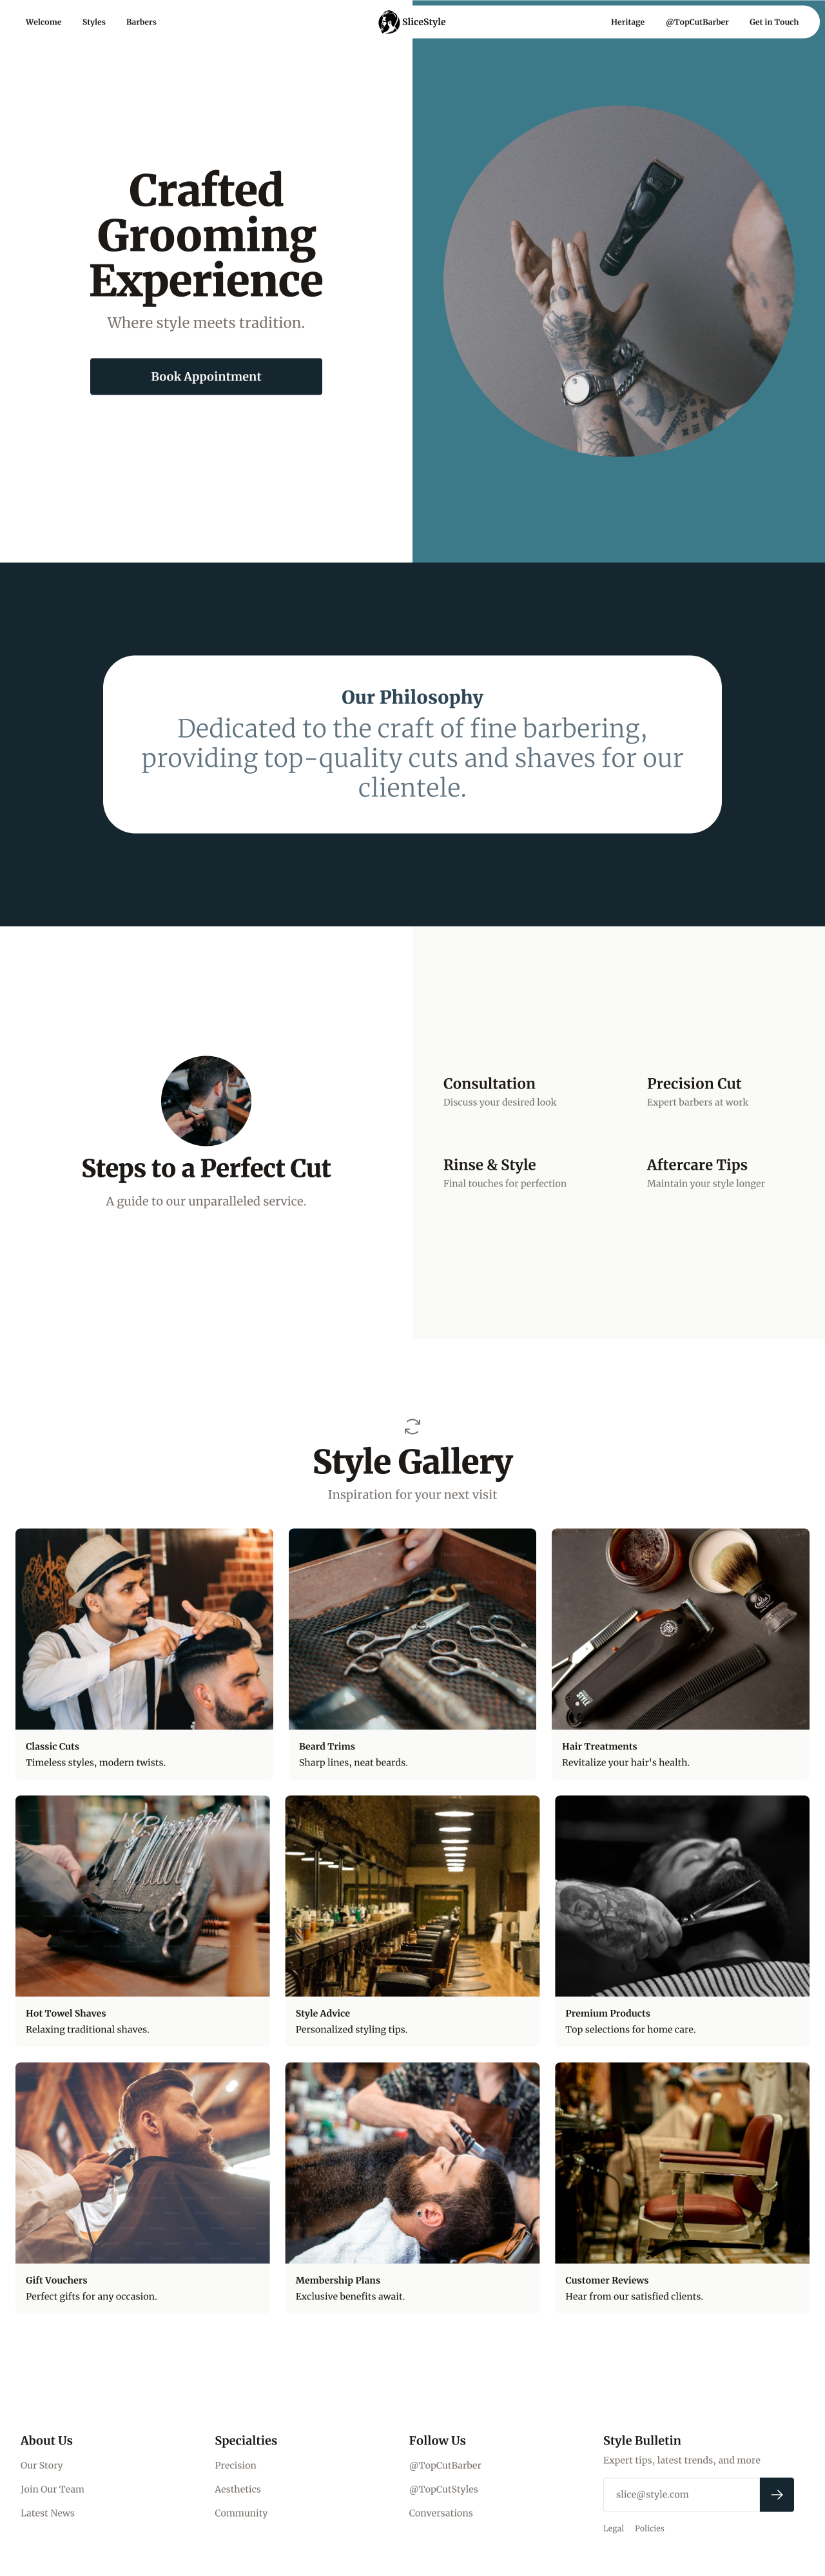 Welcome
Styles
Barbers
SliceStyle
Heritage
@TopCutBarber
Get in Touch
Crafted
Grooming
Experience
Where style meets tradition.
Book Appointment
Our Philosophy
Dedicated to the craft of fine barbering,
providing top-quality cuts and shaves for our
clientele.
Steps to a Perfect Cut
A guide to our unparalleled service.
Consultation
Discuss your desired look
Precision Cut
Expert barbers at work
Rinse & Style
Final touches for perfection
Aftercare Tips
Maintain your style longer
Style Gallery
Inspiration for your next visit
Classic Cuts
Timeless styles, modern twists.
Beard Trims
Sharp lines, neat beards.
Hair Treatments
Revitalize your hair's health.
Hot Towel Shaves
Relaxing traditional shaves.
Style Advice
Personalized styling tips.
Premium Products
Top selections for home care.
Gift Vouchers
Perfect gifts for any occasion.
Membership Plans
Exclusive benefits await.
Customer Reviews
Hear from our satisfied clients.
About Us
Our Story
Join Our Team
Latest News
Specialties
Precision
Aesthetics
Community
Follow Us
@TopCutBarber
@TopCutStyles
Conversations
Style Bulletin
Expert tips, latest trends, and more
slice@style.com
Legal
Policies